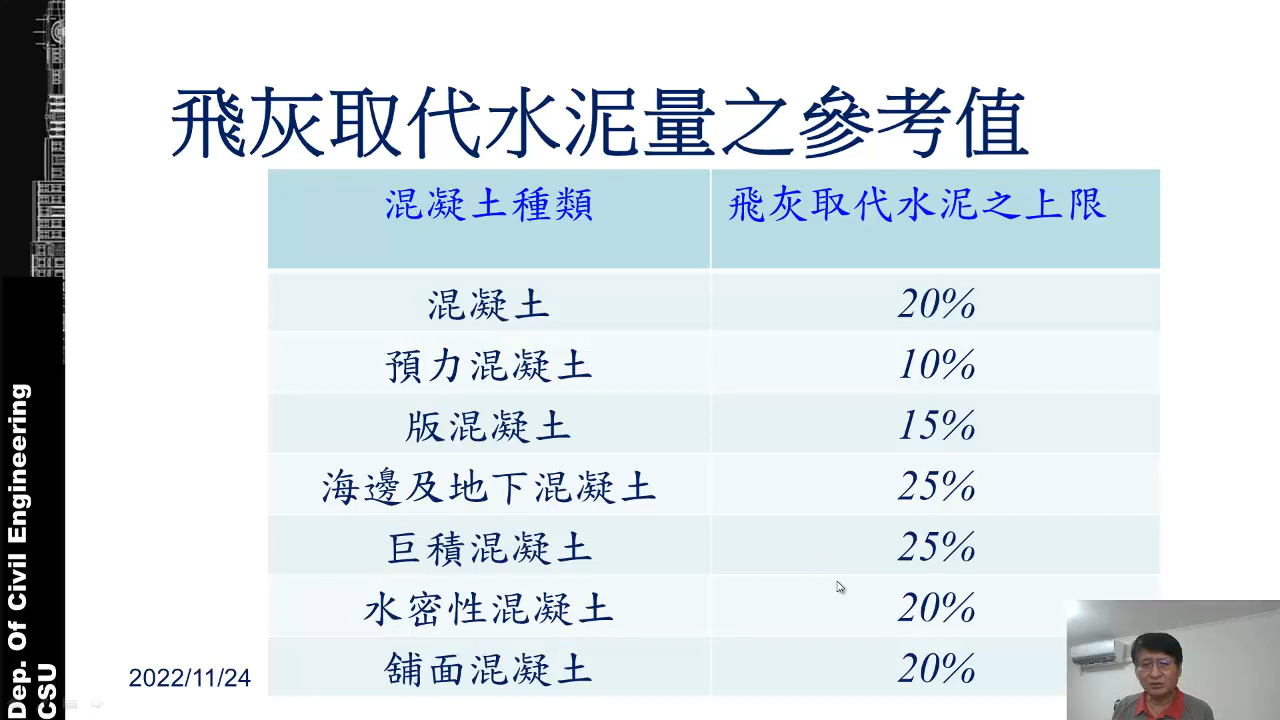 飛灰取代水泥量之參考值
混凝土種類 飛灰取代水泥之上限
混凝土 20%
預力混凝土 10%
版混凝土 15%
海邊及地下混凝土 25%
巨積混凝土 25%
水密性混凝土 20%
舖面混凝土 20%
2022/11/24
Dep. Of Civil Engineering
CSU